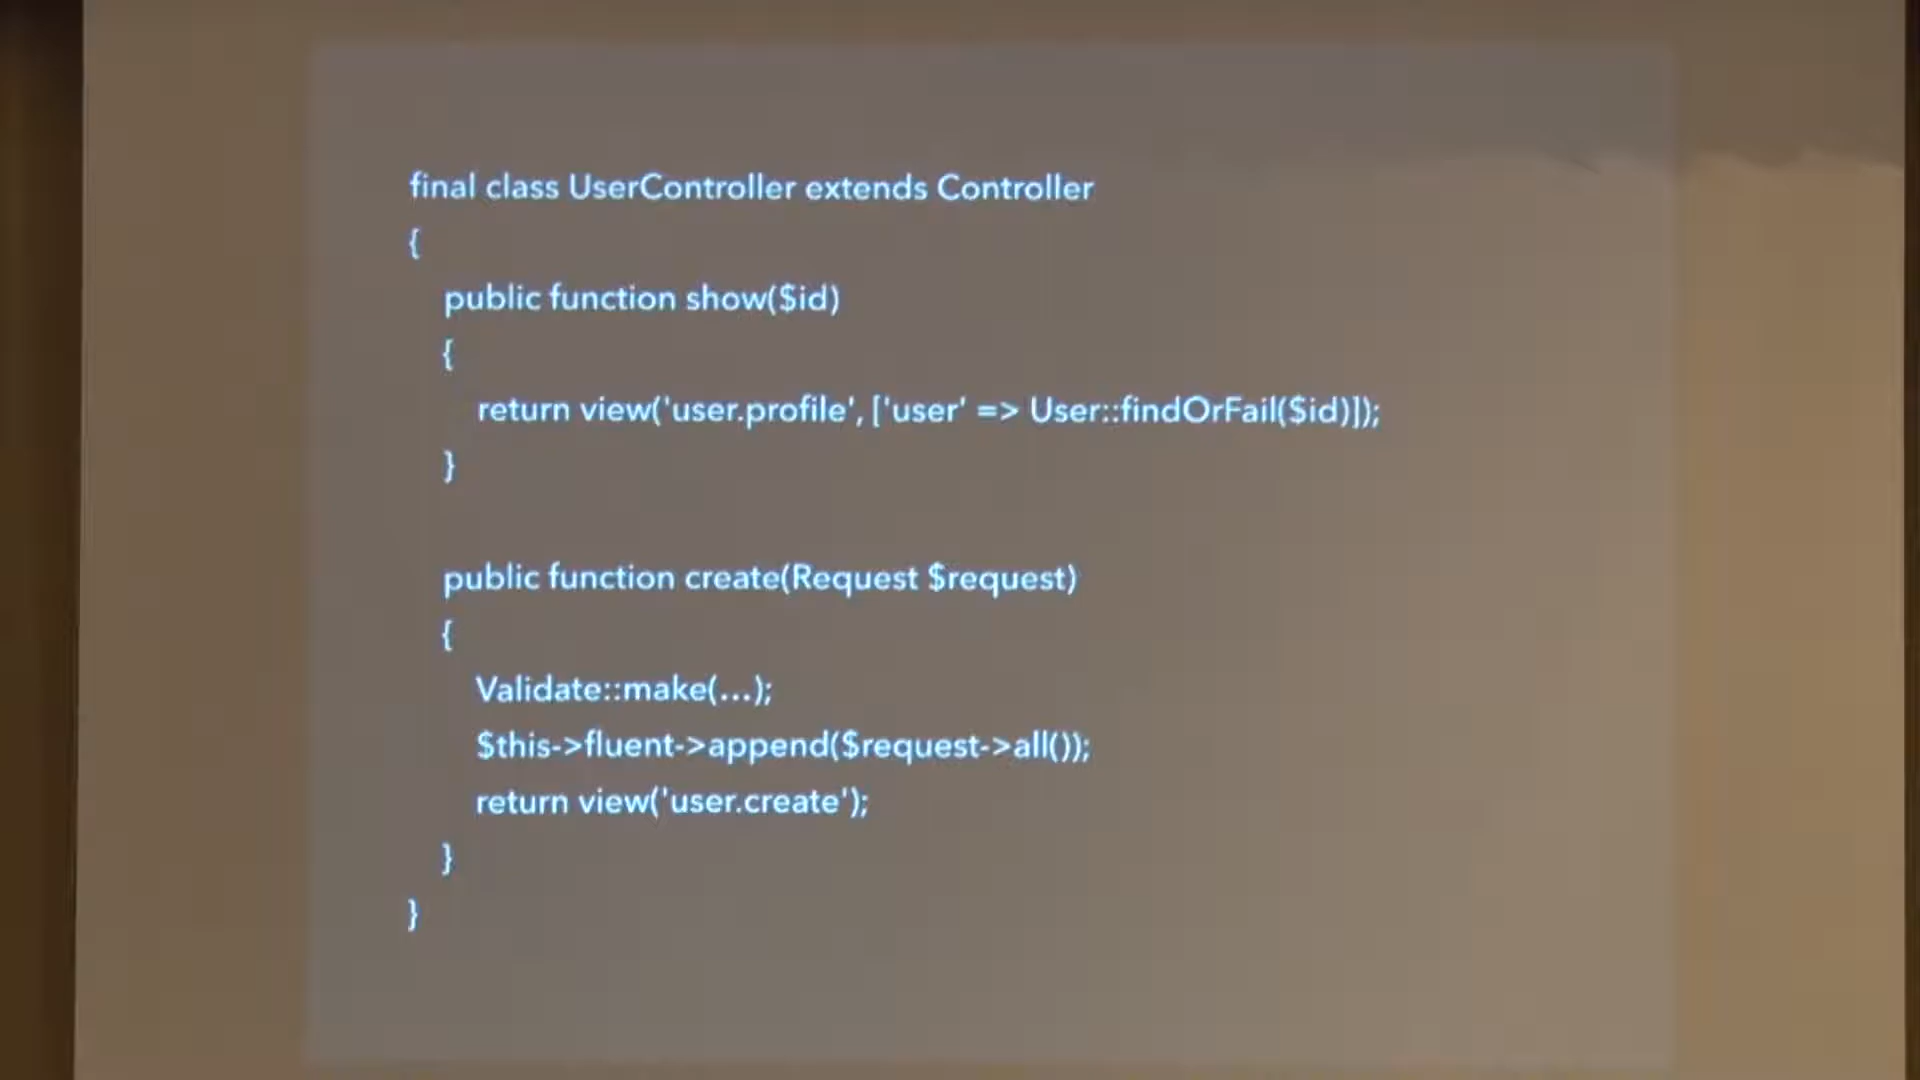 final class UserController extends Controller
{
public function show($id)
{
return view('user.profile', ['user' => User::findOrFail($id)]);
}
public function create(Request $request)
{
Validate::make(...);
$this->fluent->append($request->all());
return view('user.create');
}
}